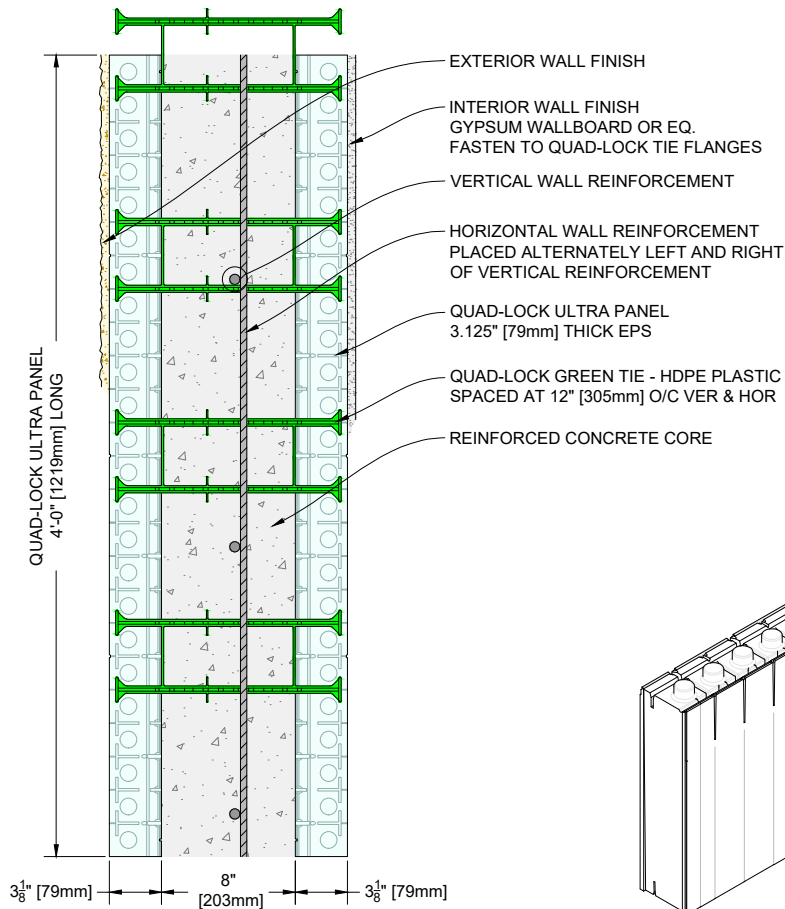 EXTERIOR WALL FINISH
INTERIOR WALL FINISH
GYPSUM WALLBOARD OR EQ.
FASTEN TO QUAD-LOCK TIE FLANGES
VERTICAL WALL REINFORCEMENT
HORIZONTAL WALL REINFORCEMENT
PLACED ALTERNATELY LEFT AND RIGHT
OF VERTICAL REINFORCEMENT
QUAD-LOCK ULTRA PANEL
3.125" [79mm] THICK EPS
QUAD-LOCK GREEN TIE - HDPE PLASTIC
SPACED AT 12" [305mm] O/C VER & HOR
REINFORCED CONCRETE CORE
QUAD-LOCK ULTRA PANEL
4'-0" [1219mm] LONG
3⅛" [79mm]
8"
[203mm]
3⅛" [79mm]